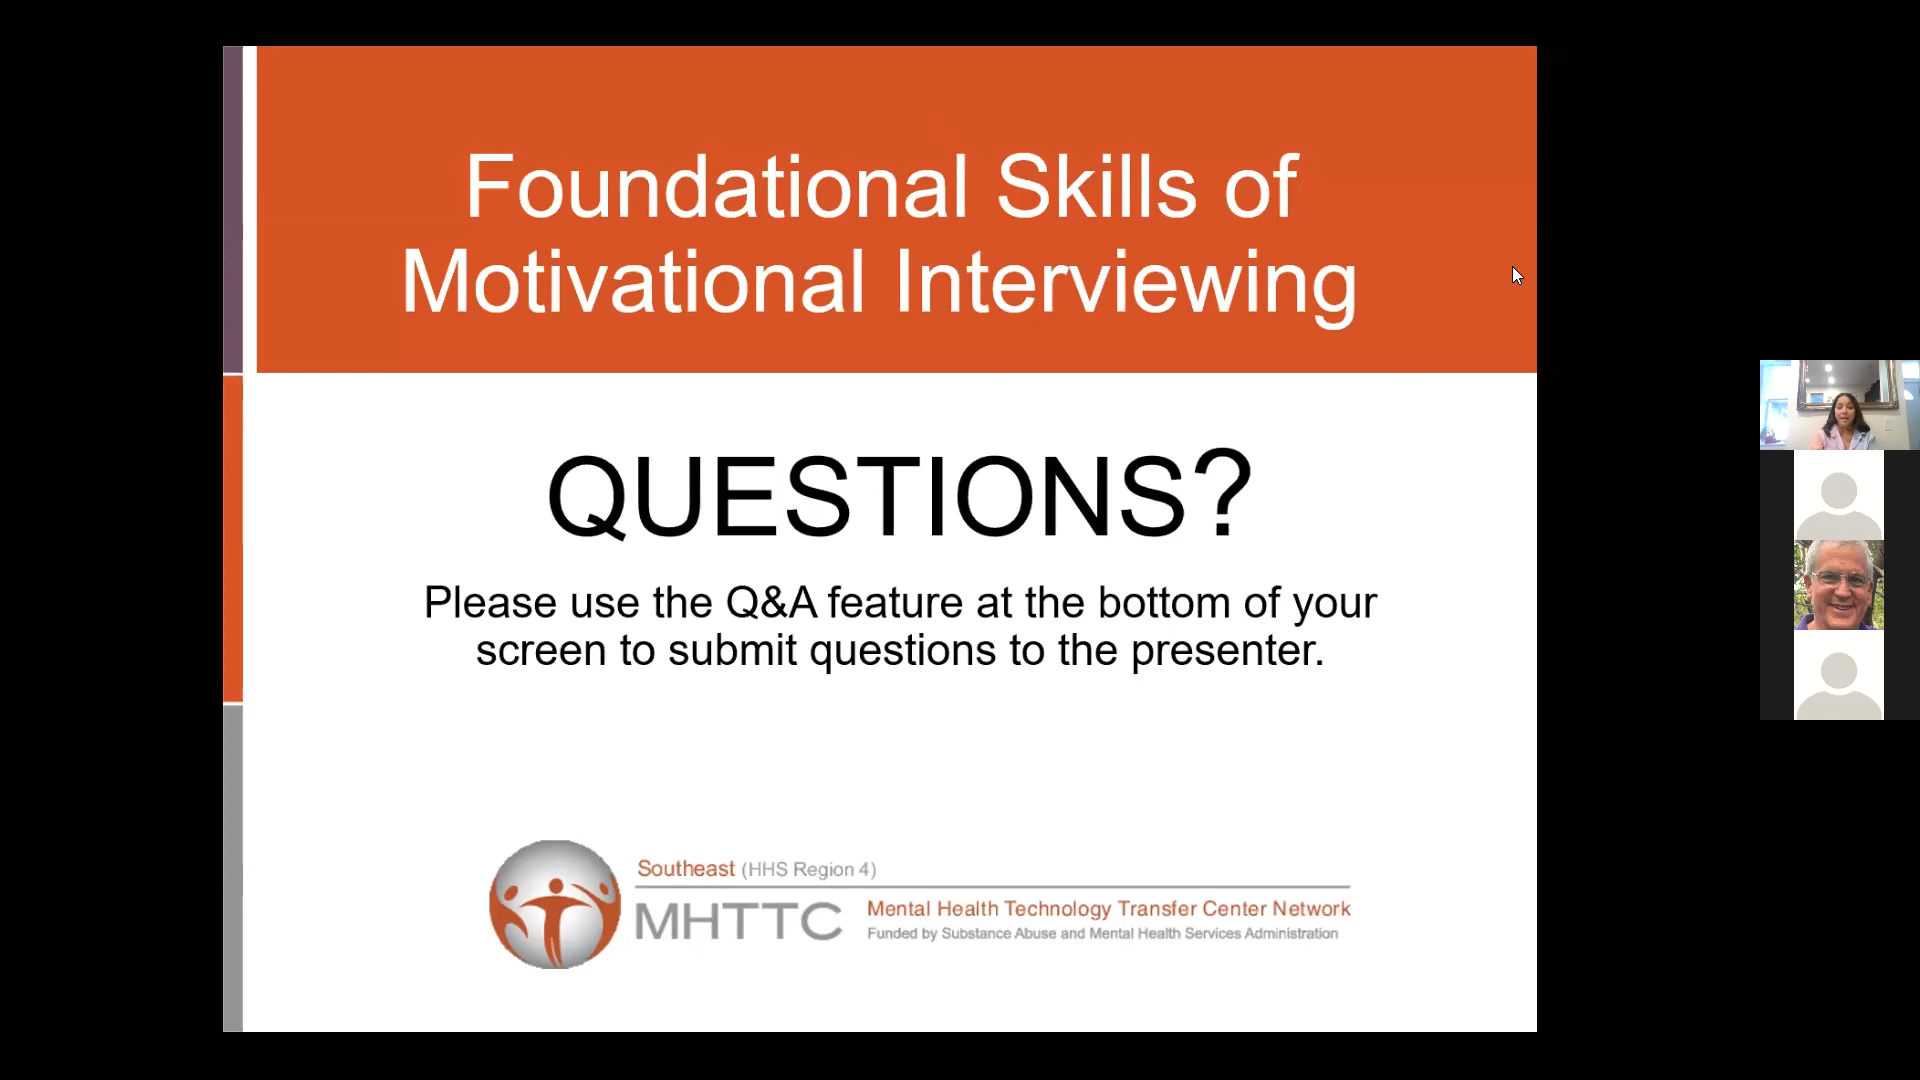 Foundational Skills of
Motivational Interviewing
QUESTIONS?
Please use the Q&A feature at the bottom of your
screen to submit questions to the presenter.
Southeast (HHS Region 4)
MHTTC
Mental Health Technology Transfer Center Network
Funded by Substance Abuse and Mental Health Services Administration